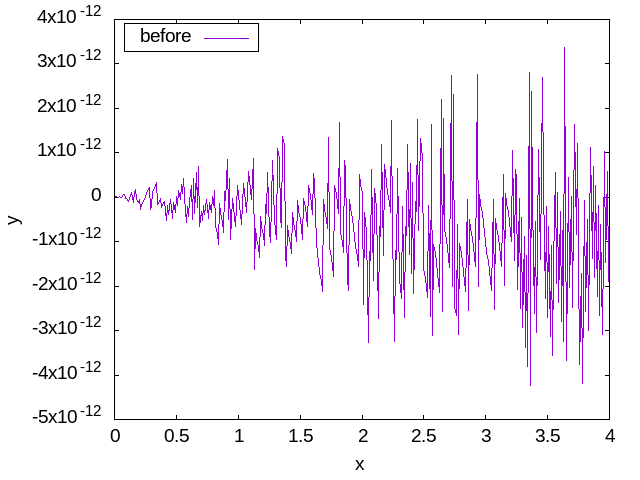 4x10⁻¹²
before
3x10⁻¹²
2x10⁻¹²
1x10⁻¹²
0
y
-1x10⁻¹²
-2x10⁻¹²
-3x10⁻¹²
-4x10⁻¹²
-5x10⁻¹²
0 0.5 1 1.5 2 2.5 3 3.5 4
x